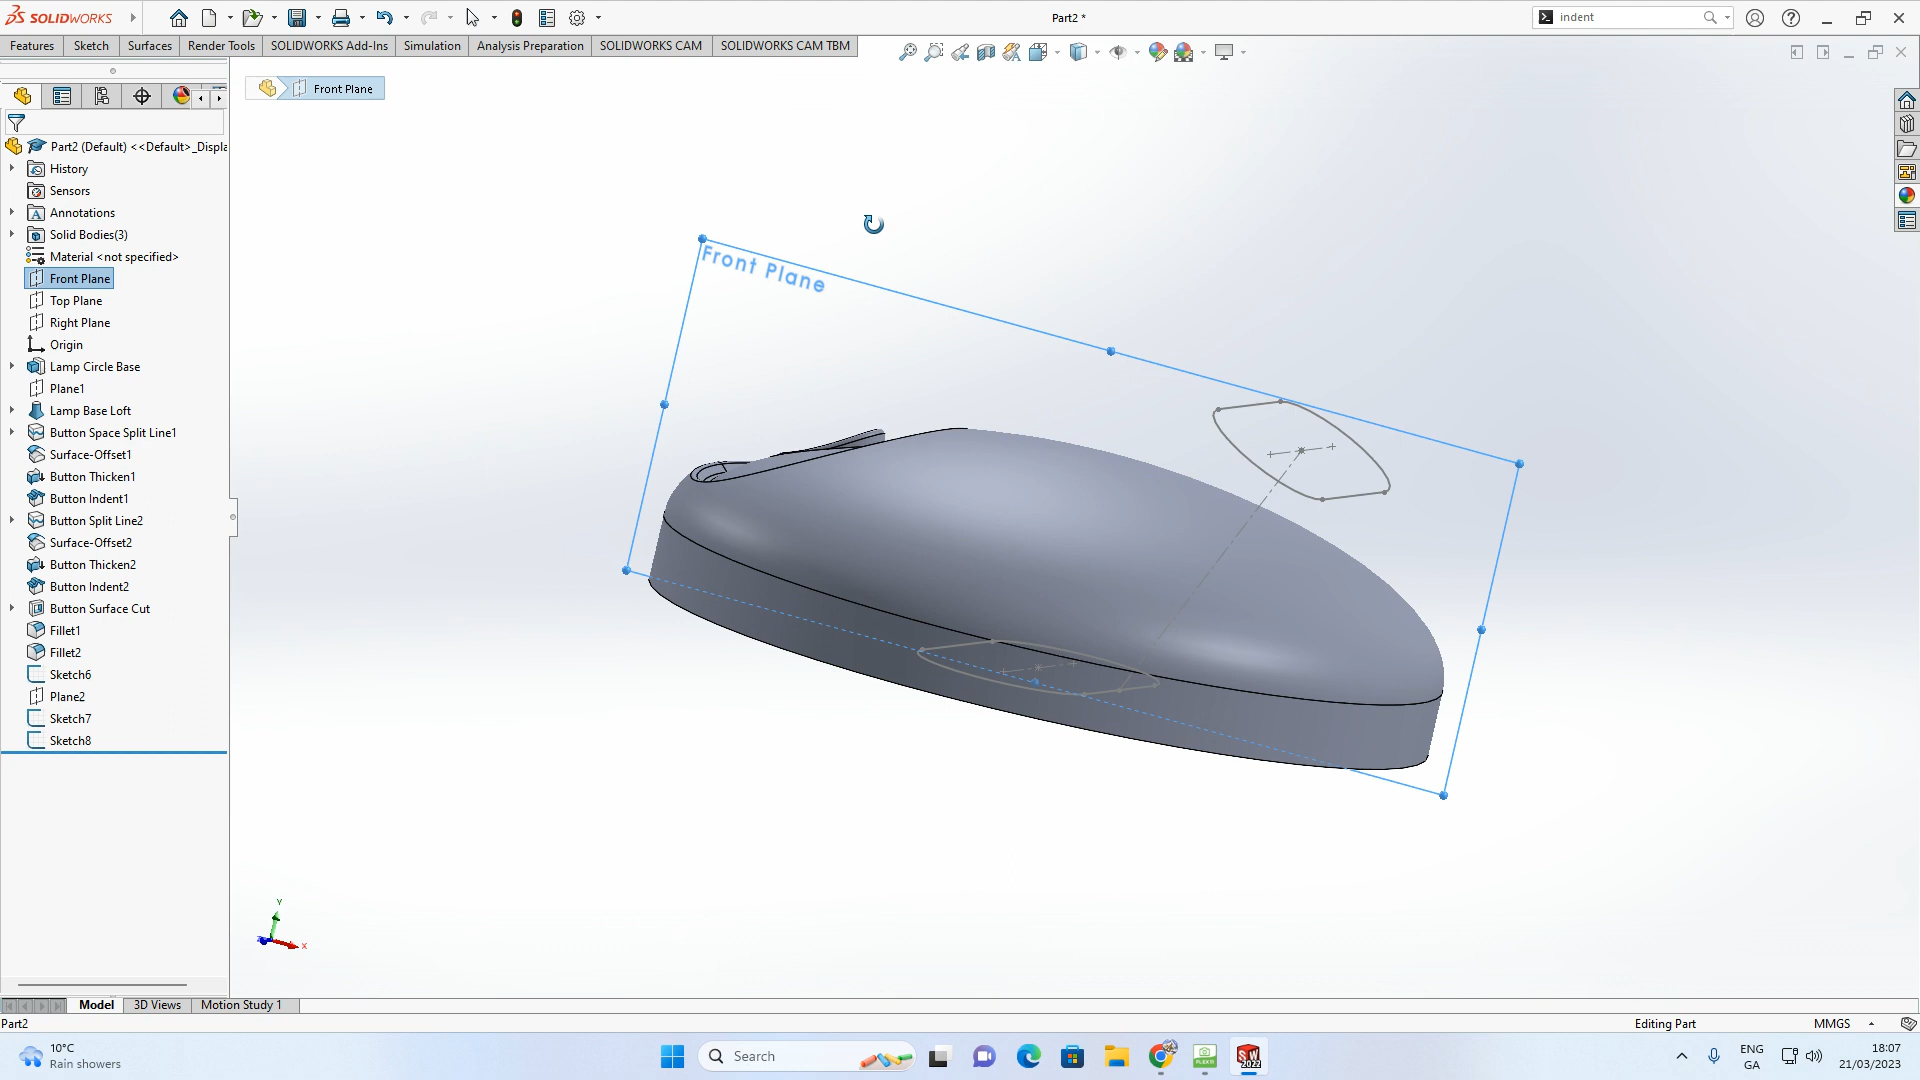 SOLIDWORKS
Part2 *
indent
Features
Sketch
Surfaces
Render Tools
SOLIDWORKS Add-Ins
Simulation
Analysis Preparation
SOLIDWORKS CAM
SOLIDWORKS CAM TBM
Front Plane
Part2 (Default) <<Default>_Displa
History
Sensors
Annotations
Solid Bodies(3)
Material <not specified>
Front Plane
Top Plane
Right Plane
Origin
Lamp Circle Base
Plane1
Lamp Base Loft
Button Space Split Line1
Surface-Offset1
Button Thicken1
Button Indent1
Button Split Line2
Surface-Offset2
Button Thicken2
Button Indent2
Button Surface Cut
Fillet1
Fillet2
Sketch6
Plane2
Sketch7
Sketch8
Front Plane
Y
X
Z
Model
3D Views
Motion Study 1
Part2
Editing Part
MMGS
10°C
Rain showers
Search
SW
2022
ENG
GA
18:07
21/03/2023